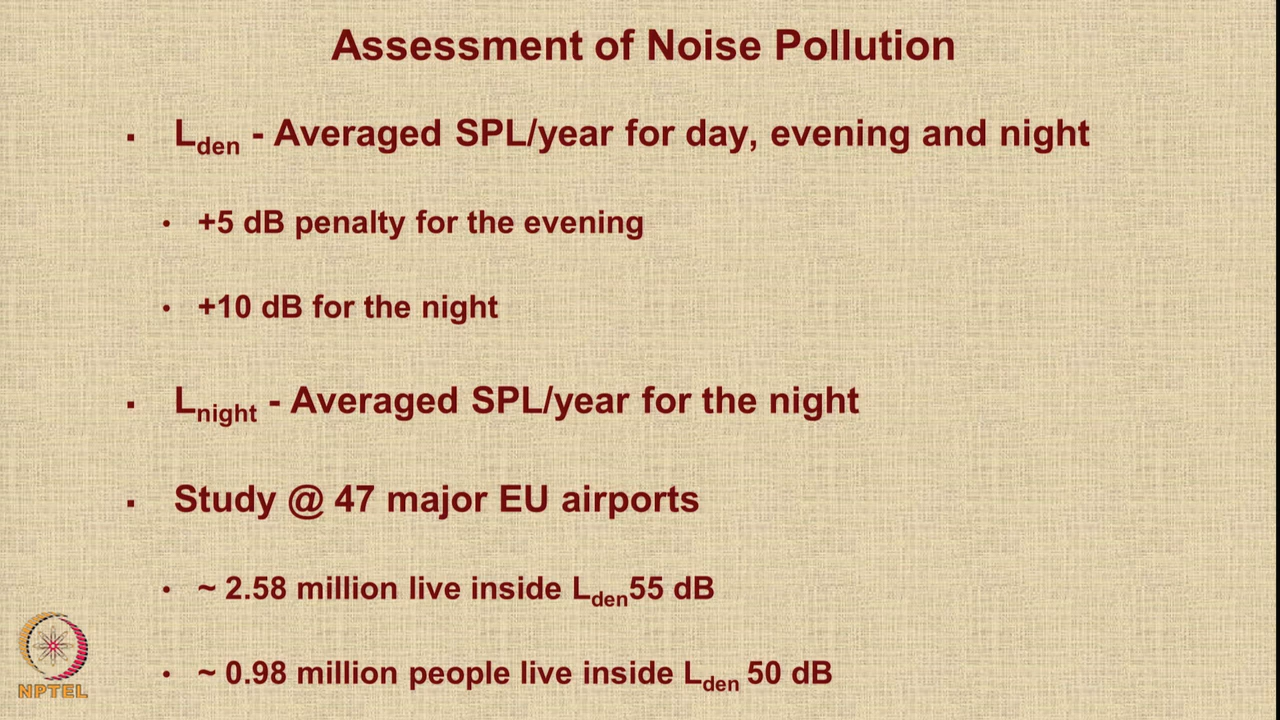 Assessment of Noise Pollution
▪ Lden - Averaged SPL/year for day, evening and night
• +5 dB penalty for the evening
• +10 dB for the night
▪ Lnight - Averaged SPL/year for the night
▪ Study @ 47 major EU airports
• ~ 2.58 million live inside Lden55 dB
• ~ 0.98 million people live inside Lden 50 dB
NPTEL